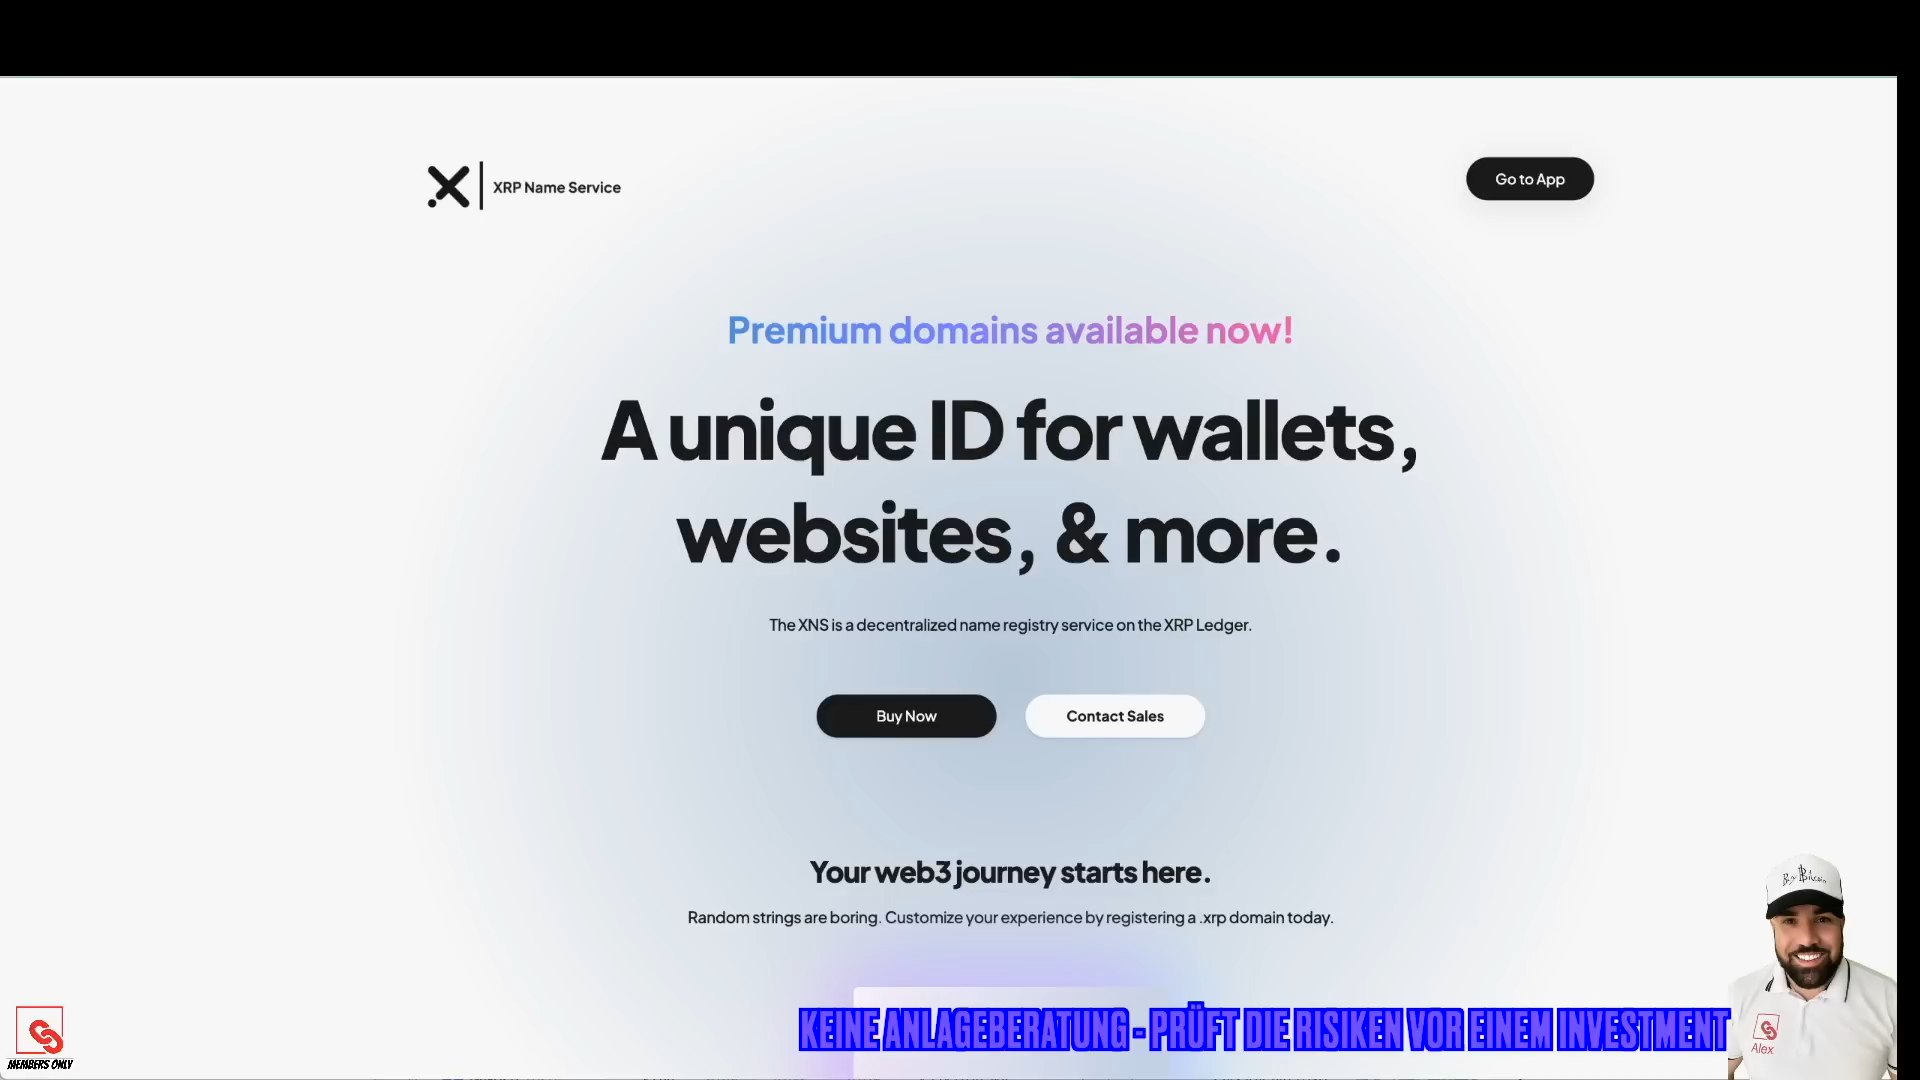 XRP Name Service
Go to App
Premium domains available now!
A unique ID for wallets,
websites, & more.
The XNS is a decentralized name registry service on the XRP Ledger.
Buy Now
Contact Sales
Your web3 journey starts here.
Random strings are boring. Customize your experience by registering a .xrp domain today.
KEINE ANLAGEBERATUNG - PRÜFT DIE RISIKEN VOR EINEM INVESTMENT
MEMBERS ONLY
Alex